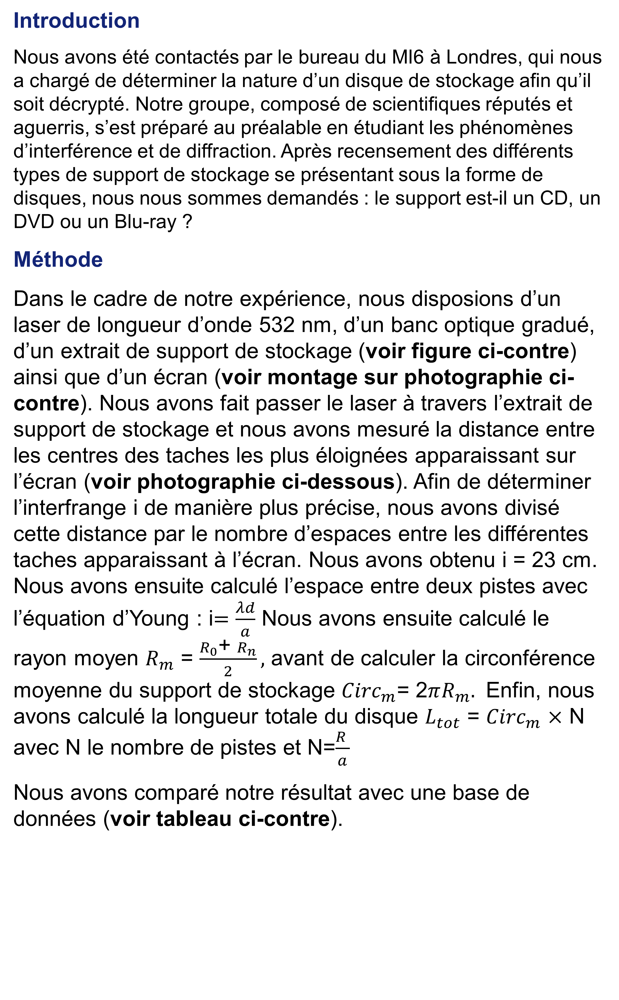 Introduction
Nous avons été contactés par le bureau du MI6 à Londres, qui nous
a chargé de déterminer la nature d’un disque de stockage afin qu’il
soit décrypté. Notre groupe, composé de scientifiques réputés et
aguerris, s’est préparé au préalable en étudiant les phénomènes
d’interférence et de diffraction. Après recensement des différents
types de support de stockage se présentant sous la forme de
disques, nous nous sommes demandés : le support est-il un CD, un
DVD ou un Blu-ray ?
Méthode
Dans le cadre de notre expérience, nous disposions d’un
laser de longueur d’onde 532 nm, d’un banc optique gradué,
d’un extrait de support de stockage (voir figure ci-contre)
ainsi que d’un écran (voir montage sur photographie ci-
contre). Nous avons fait passer le laser à travers l’extrait de
support de stockage et nous avons mesuré la distance entre
les centres des taches les plus éloignées apparaissant sur
l’écran (voir photographie ci-dessous). Afin de déterminer
l’interfrange i de manière plus précise, nous avons divisé
cette distance par le nombre d’espaces entre les différentes
taches apparaissant à l’écran. Nous avons obtenu i = 23 cm.
Nous avons ensuite calculé l’espace entre deux pistes avec
l’équation d’Young : i= λd/a Nous avons ensuite calculé le
rayon moyen R_m = (R_0+ R_n)/2 , avant de calculer la circonférence
moyenne du support de stockage Circ_m= 2πR_m. Enfin, nous
avons calculé la longueur totale du disque L_tot = Circ_m × N
avec N le nombre de pistes et N=R/a
Nous avons comparé notre résultat avec une base de
données (voir tableau ci-contre).